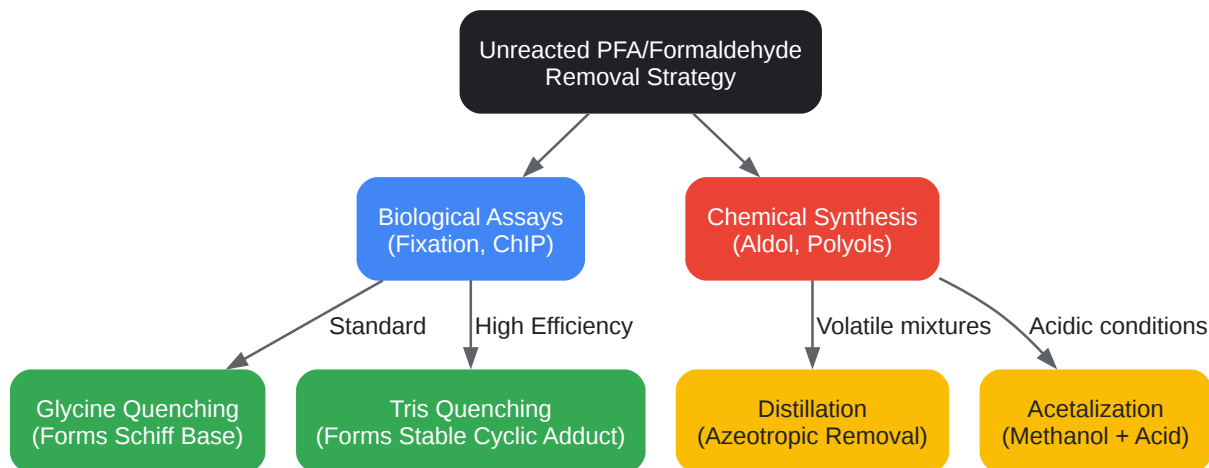 Unreacted PFA/Formaldehyde
Removal Strategy
Biological Assays
(Fixation, ChIP)
Chemical Synthesis
(Aldol, Polyols)
Standard
High Efficiency
Volatile mixtures
Acidic conditions
Glycine Quenching
(Forms Schiff Base)
Tris Quenching
(Forms Stable Cyclic Adduct)
Distillation
(Azeotropic Removal)
Acetalization
(Methanol + Acid)